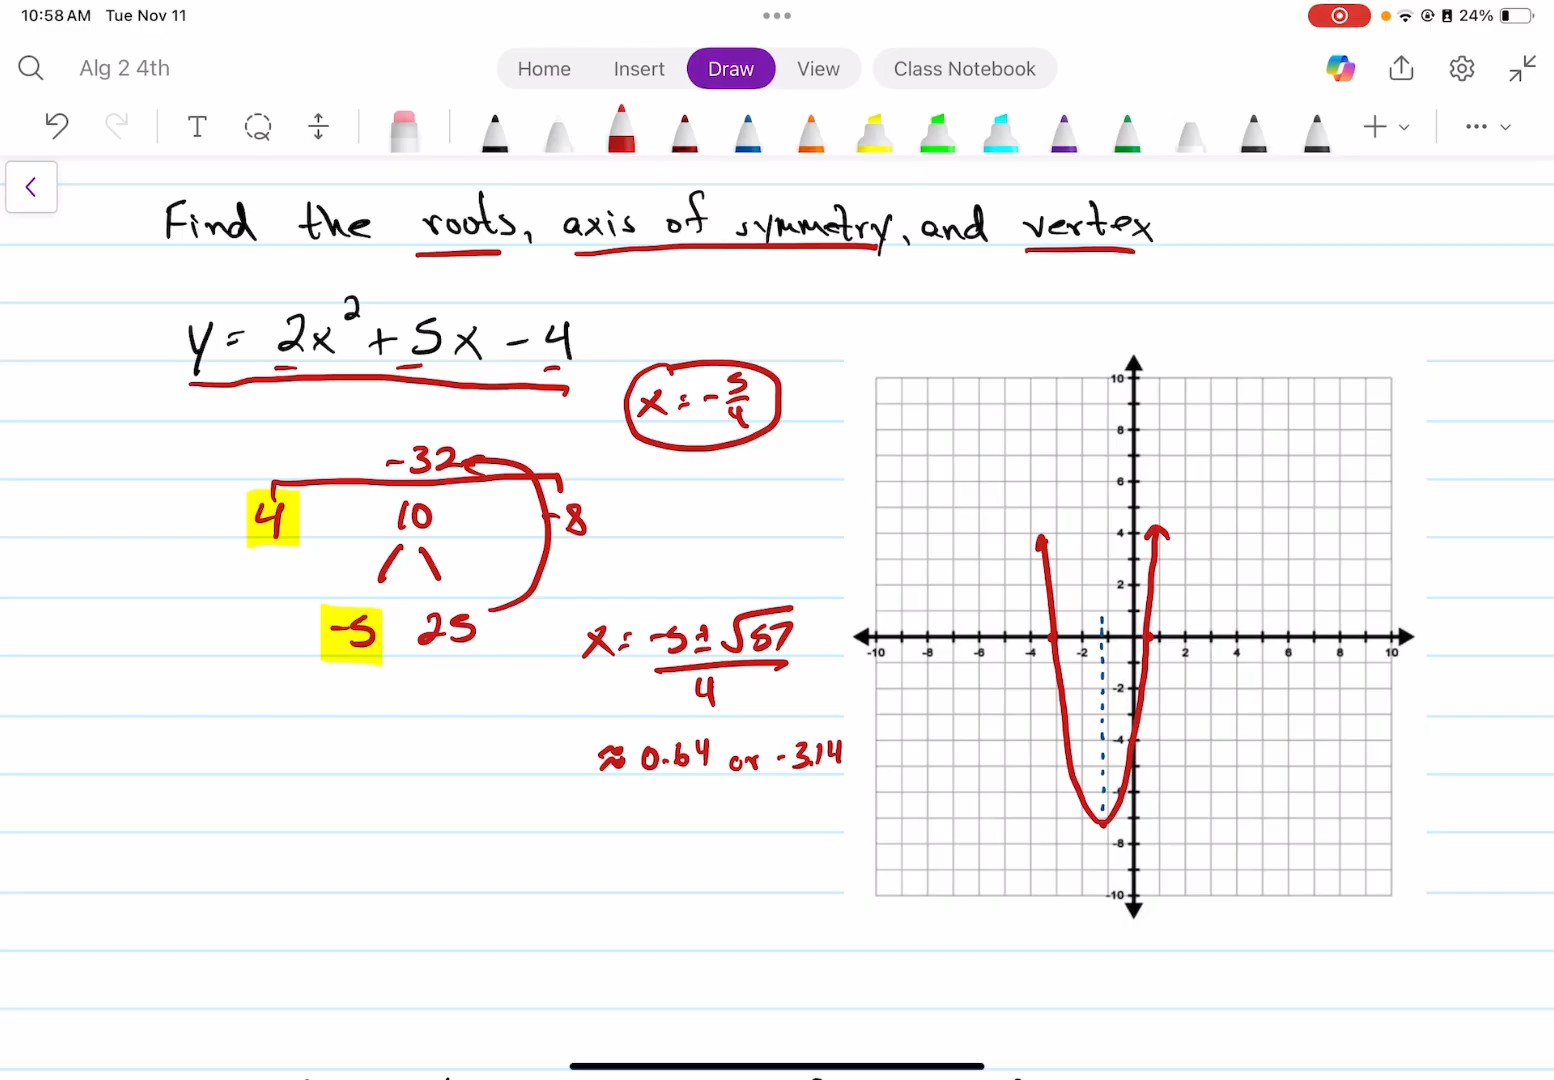 10:58 AM Tue Nov 11
24%
Alg 2 4th
Home Insert Draw View Class Notebook
Find the roots, axis of symmetry, and vertex
y = 2x² + 5x - 4
x = -5/4
-32
4 10 -8
-5 25
x = (-5 ± √57)/4
≈ 0.64 or -3.14
10
8
6
4
2
-10 -8 -6 -4 -2 2 4 6 8 10
-2
-4
-8
-10